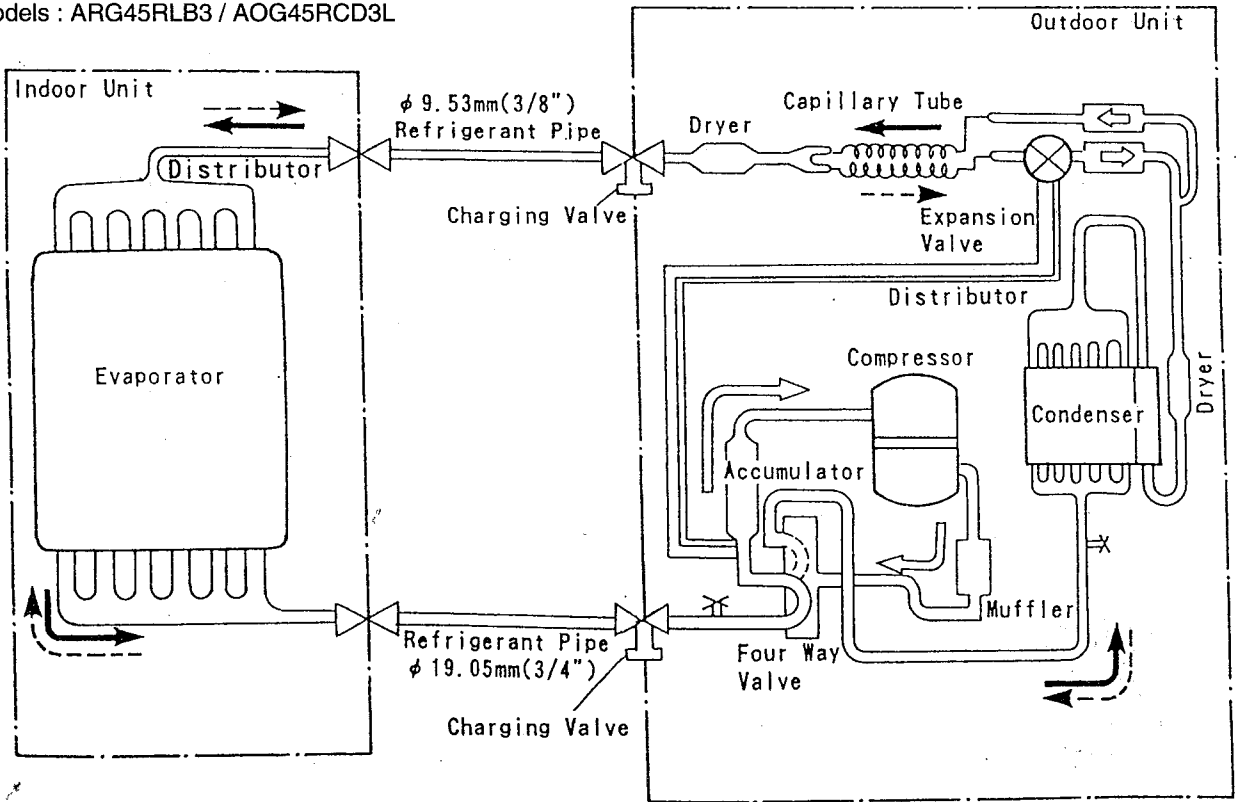 odels : ARG45RLB3 / AOG45RCD3L
Outdoor Unit
Indoor Unit
φ 9.53mm(3/8")
Refrigerant Pipe
Dryer
Capillary Tube
Distributor
Charging Valve
Expansion
Valve
Distributor
Evaporator
Compressor
Condenser
Dryer
Accumulator
Muffler
Refrigerant Pipe
φ 19.05mm(3/4")
Four Way
Valve
Charging Valve